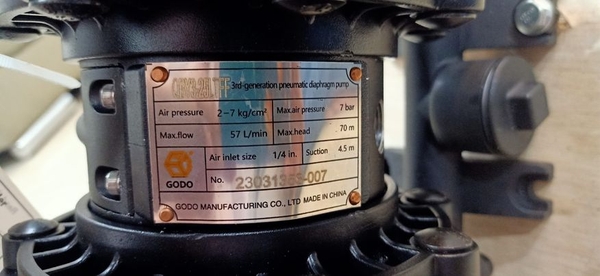 3rd-generation pneumatic diaphragm pump
Air pressure 2-7 kg/cm² Max.air pressure 7 bar
Max.flow 57 L/min Max.head 70 m
Air inlet size 1/4 in. Suction 4.5 m
GODO No. -007
GODO MANUFACTURING CO., LTD MADE IN CHINA